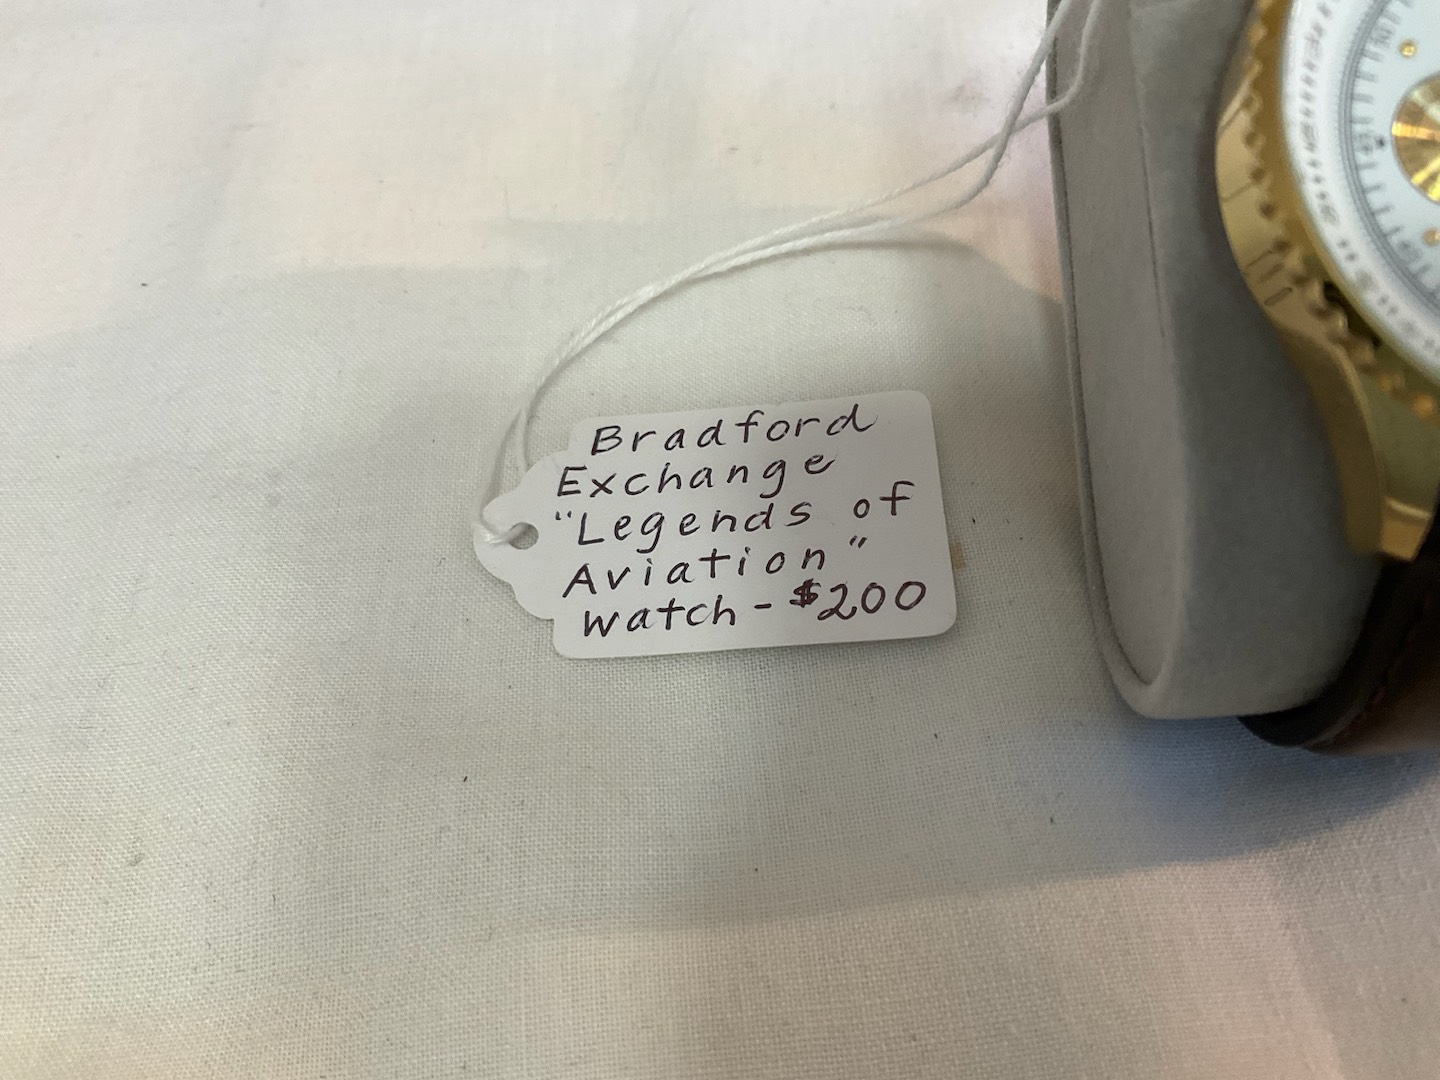 Bradford
Exchange
"Legends of
Aviation"
watch - $200